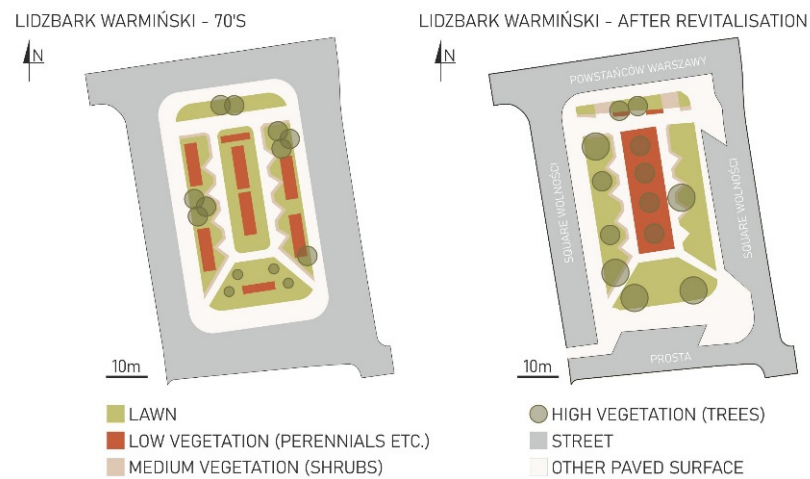 LIDZBARK WARMIŃSKI - 70'S
N
10m
LIDZBARK WARMIŃSKI - AFTER REVITALISATION
N
POWSTAŃCÓW WARSZAWY
SQUARE WOLNOŚCI
SQUARE WOLNOŚCI
PROSTA
10m
LAWN
LOW VEGETATION (PERENNIALS ETC.)
MEDIUM VEGETATION (SHRUBS)
HIGH VEGETATION (TREES)
STREET
OTHER PAVED SURFACE